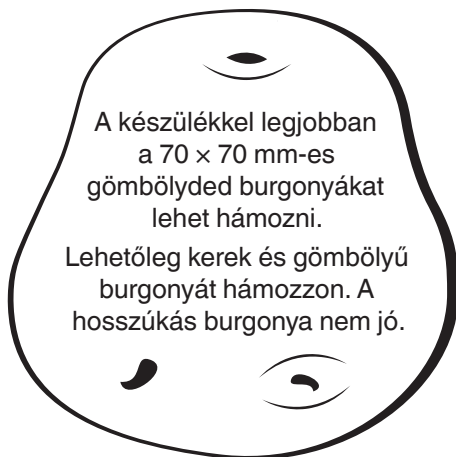 A készülékkel legjobban
a 70 × 70 mm-es
gömbölyded burgonyákat
lehet hámozni.
Lehetőleg kerek és gömbölyű
burgonyát hámozzon. A
hosszúkás burgonya nem jó.